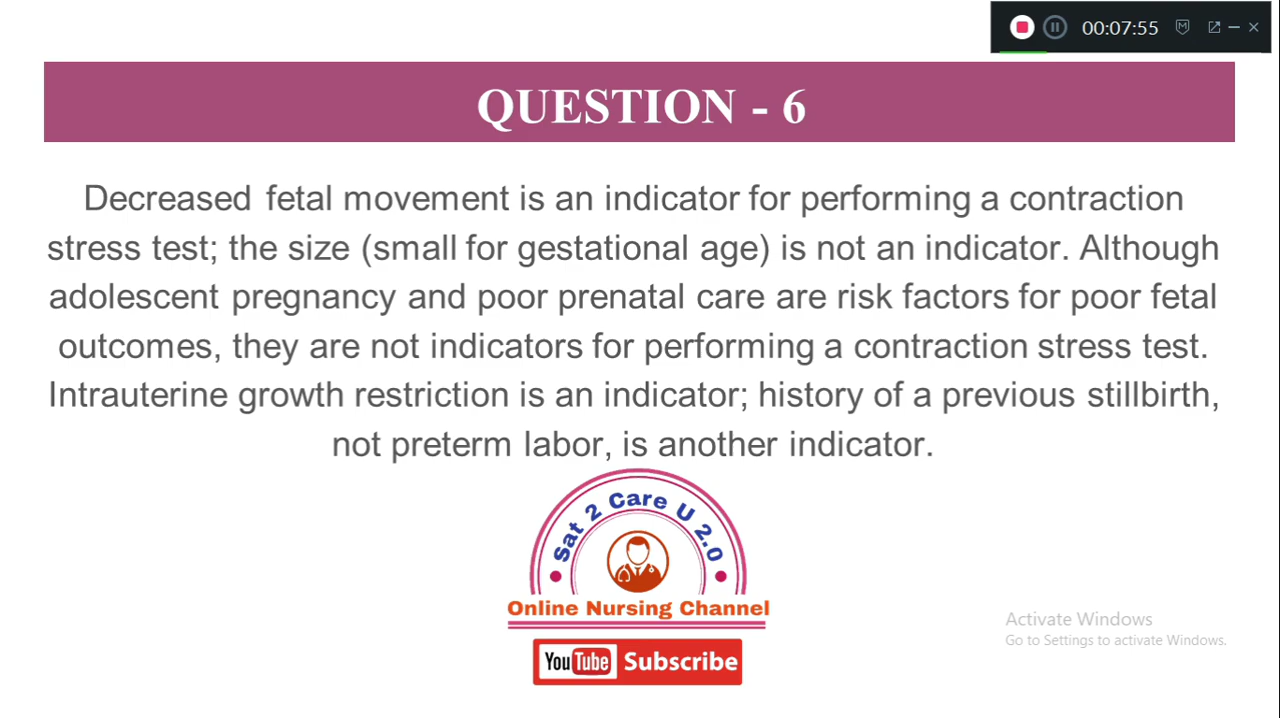 00:07:55
QUESTION - 6
Decreased fetal movement is an indicator for performing a contraction
stress test; the size (small for gestational age) is not an indicator. Although
adolescent pregnancy and poor prenatal care are risk factors for poor fetal
outcomes, they are not indicators for performing a contraction stress test.
Intrauterine growth restriction is an indicator; history of a previous stillbirth,
not preterm labor, is another indicator.
Sat 2 Care U 2.0
Online Nursing Channel
YouTube Subscribe
Activate Windows
Go to Settings to activate Windows.